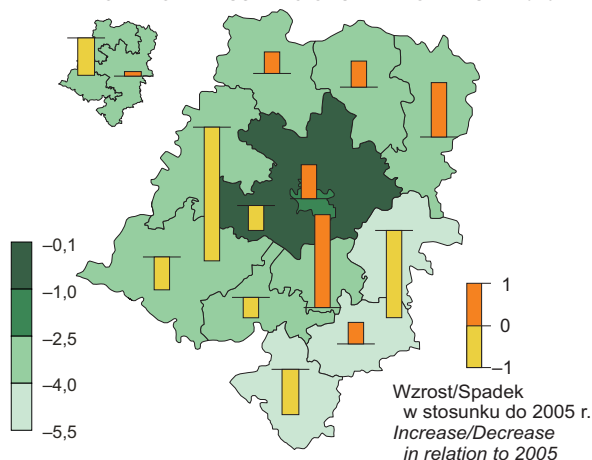 –0,1
–1,0
–2,5
–4,0
–5,5
1
0
–1
Wzrost/Spadek
w stosunku do 2005 r.
Increase/Decrease
in relation to 2005